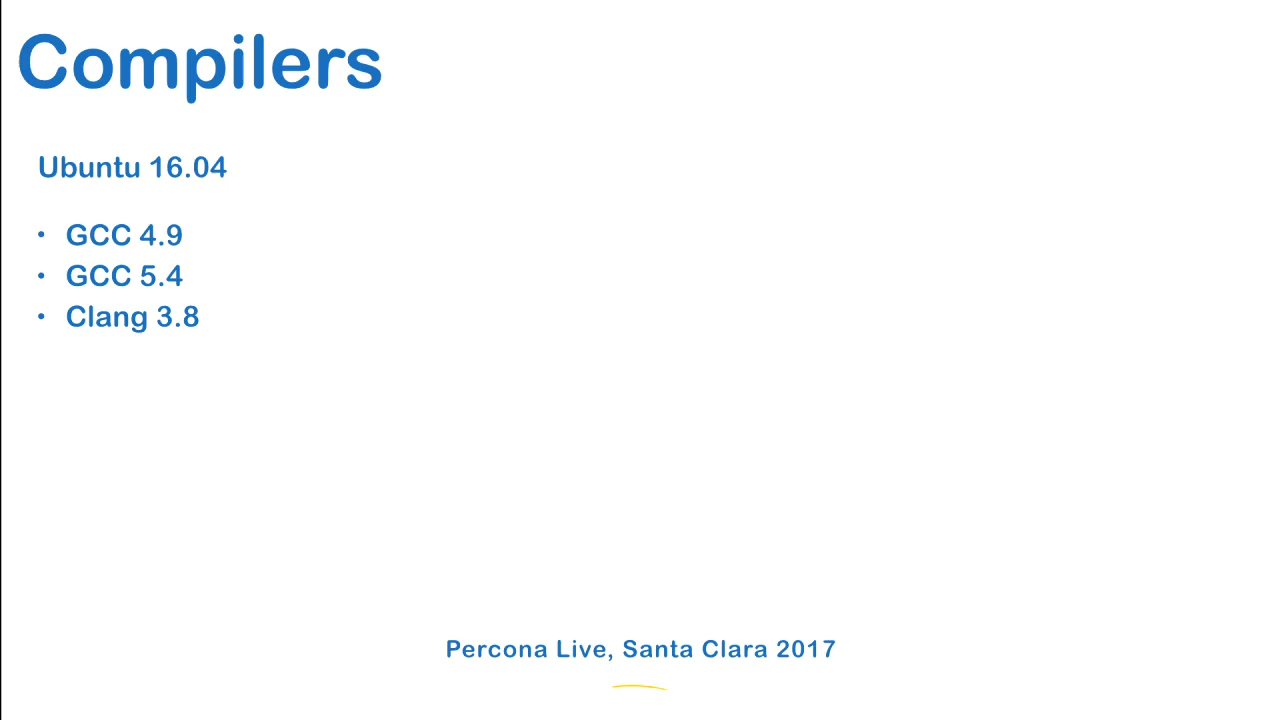 Compilers
Ubuntu 16.04
• GCC 4.9
• GCC 5.4
• Clang 3.8
Percona Live, Santa Clara 2017